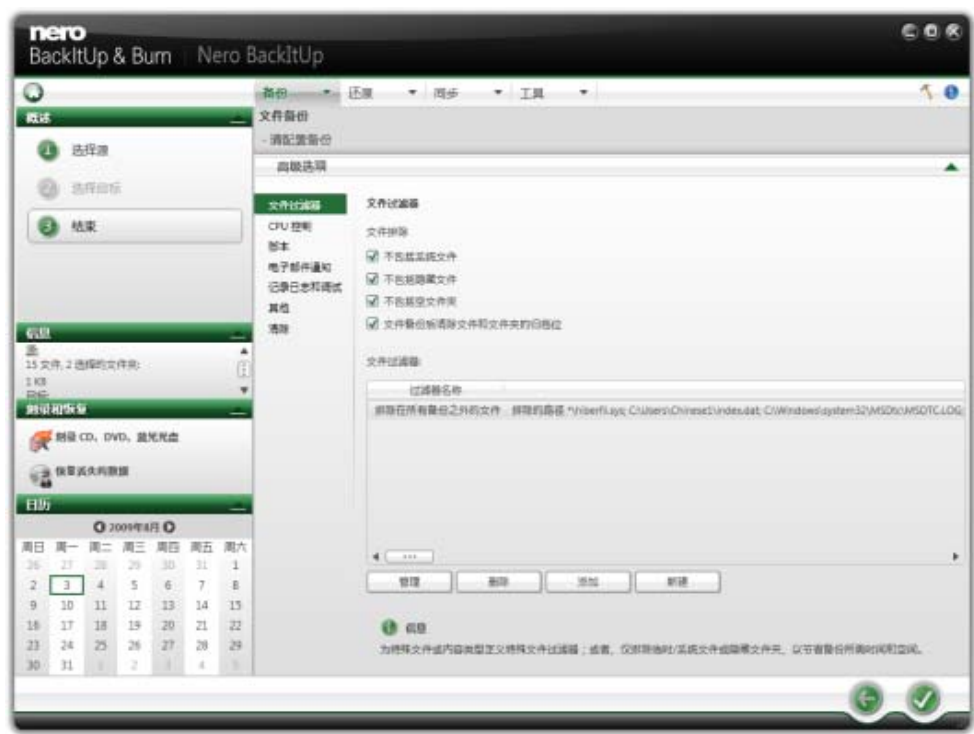 nero
BackItUp & Burn Nero BackItUp
备份 还原 同步 工具
概述
1 选择源
2 选择目标
3 结束
信息
源:
15 文件, 2 选择的文件夹:
1 KB
目标:
刻录和恢复
刻录 CD、DVD、蓝光光盘
恢复丢失的数据
日历
2009年8月
周日 周一 周二 周三 周四 周五 周六
26 27 28 29 30 31 1
2 3 4 5 6 7 8
9 10 11 12 13 14 15
16 17 18 19 20 21 22
23 24 25 26 27 28 29
30 31 1 2 3 4 5
文件备份
- 请配置备份
高级选项
文件过滤器
CPU 控制
版本
电子邮件通知
记录日志和调试
其他
清除
文件过滤器
文件排除
不包括系统文件
不包括隐藏文件
不包括空文件夹
文件备份后清除文件和文件夹的归档位
文件过滤器:
过滤器名称
排除在所有备份之外的文件 排除的路径 *\hiberfil.sys; C:\Users\Chinese1\index.dat; C:\Windows\system32\MSDtc\MSDTC.LOG;
管理 删除 添加 新建
信息
为特殊文件或内容类型定义特殊文件过滤器；或者，仅排除临时/系统文件或隐藏文件夹，以节省备份所需时间和空间。